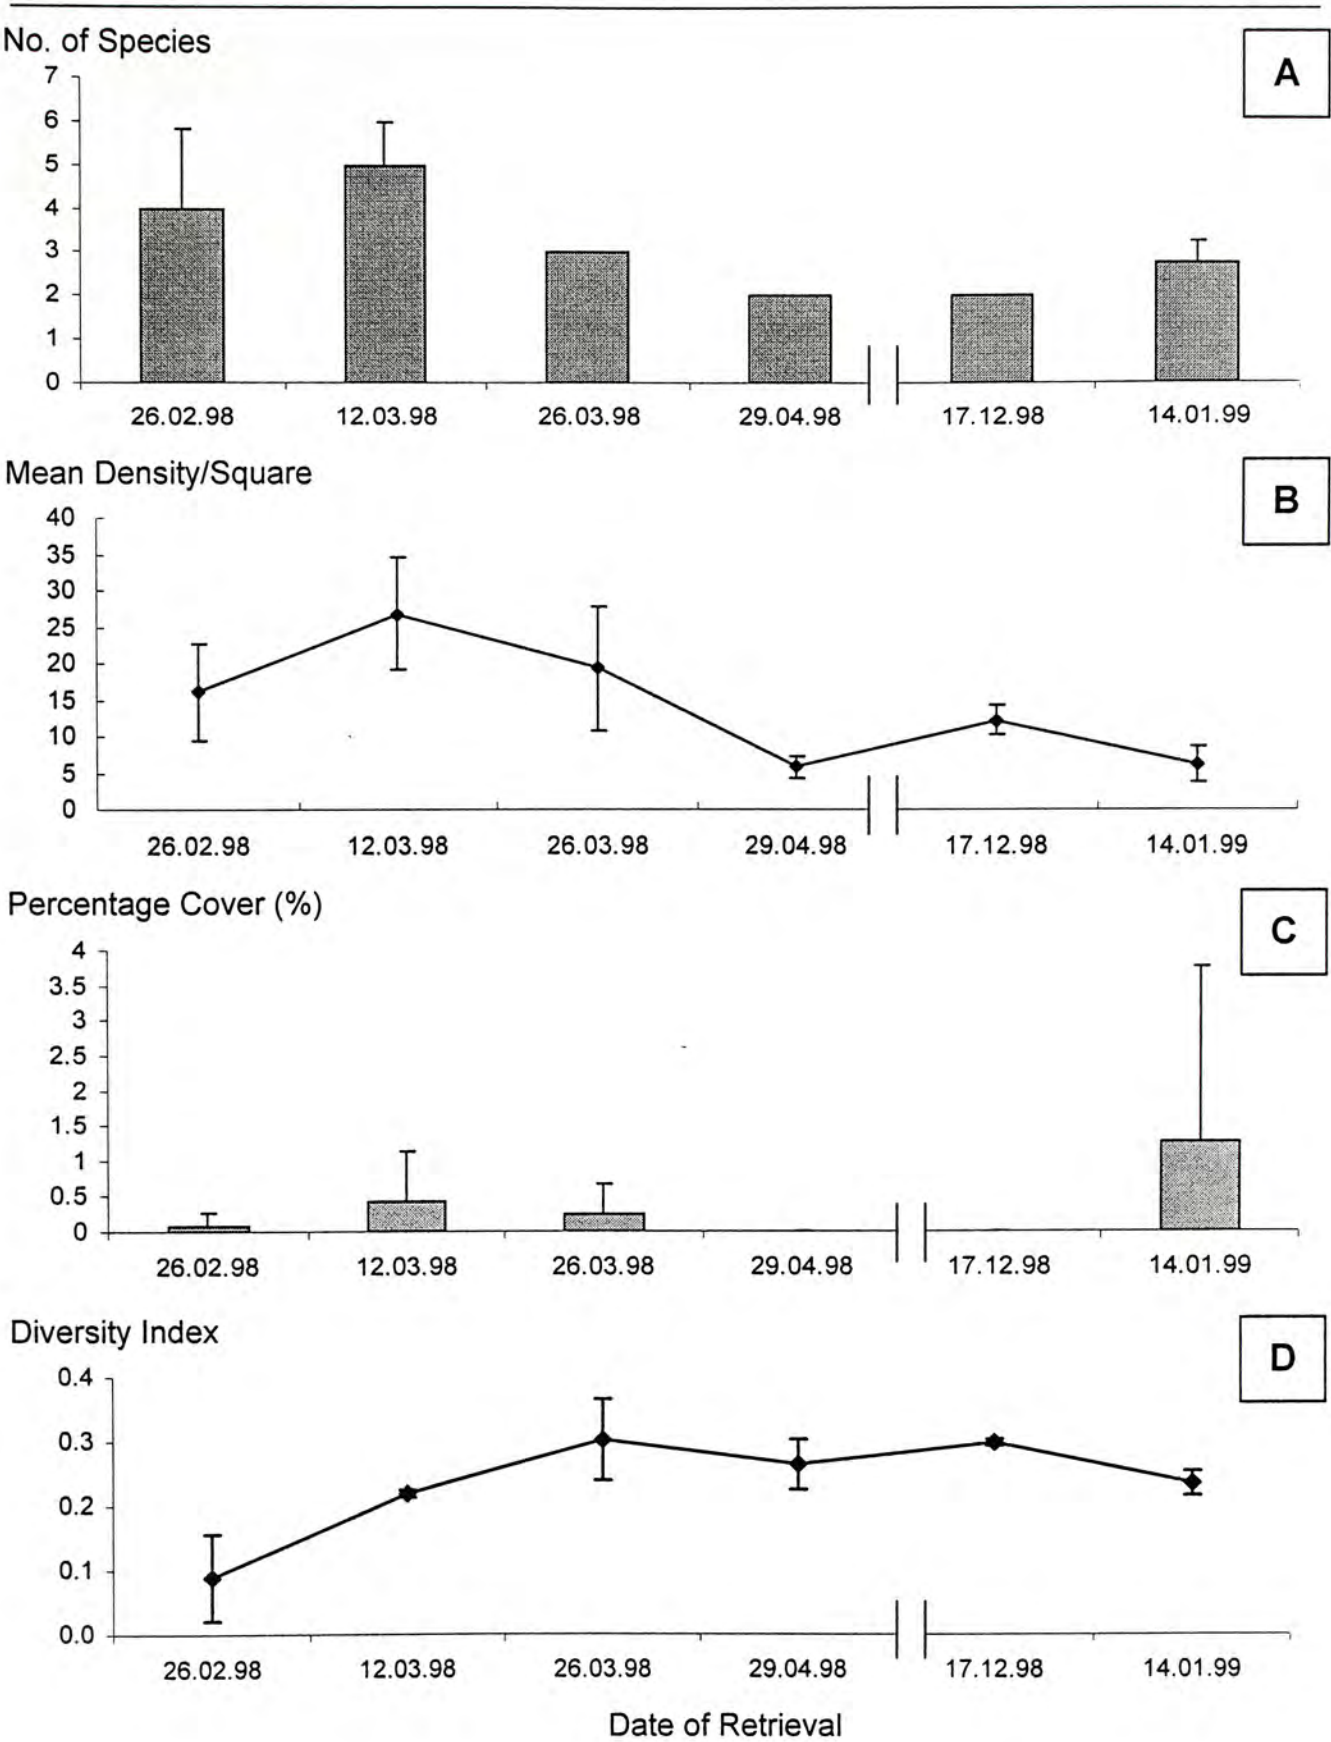 No. of Species
A
7
6
5
4
3
2
1
0
26.02.98 12.03.98 26.03.98 29.04.98 17.12.98 14.01.99
Mean Density/Square
B
40
35
30
25
20
15
10
5
0
26.02.98 12.03.98 26.03.98 29.04.98 17.12.98 14.01.99
Percentage Cover (%)
C
4
3.5
3
2.5
2
1.5
1
0.5
0
26.02.98 12.03.98 26.03.98 29.04.98 17.12.98 14.01.99
Diversity Index
D
0.4
0.3
0.2
0.1
0.0
26.02.98 12.03.98 26.03.98 29.04.98 17.12.98 14.01.99
Date of Retrieval